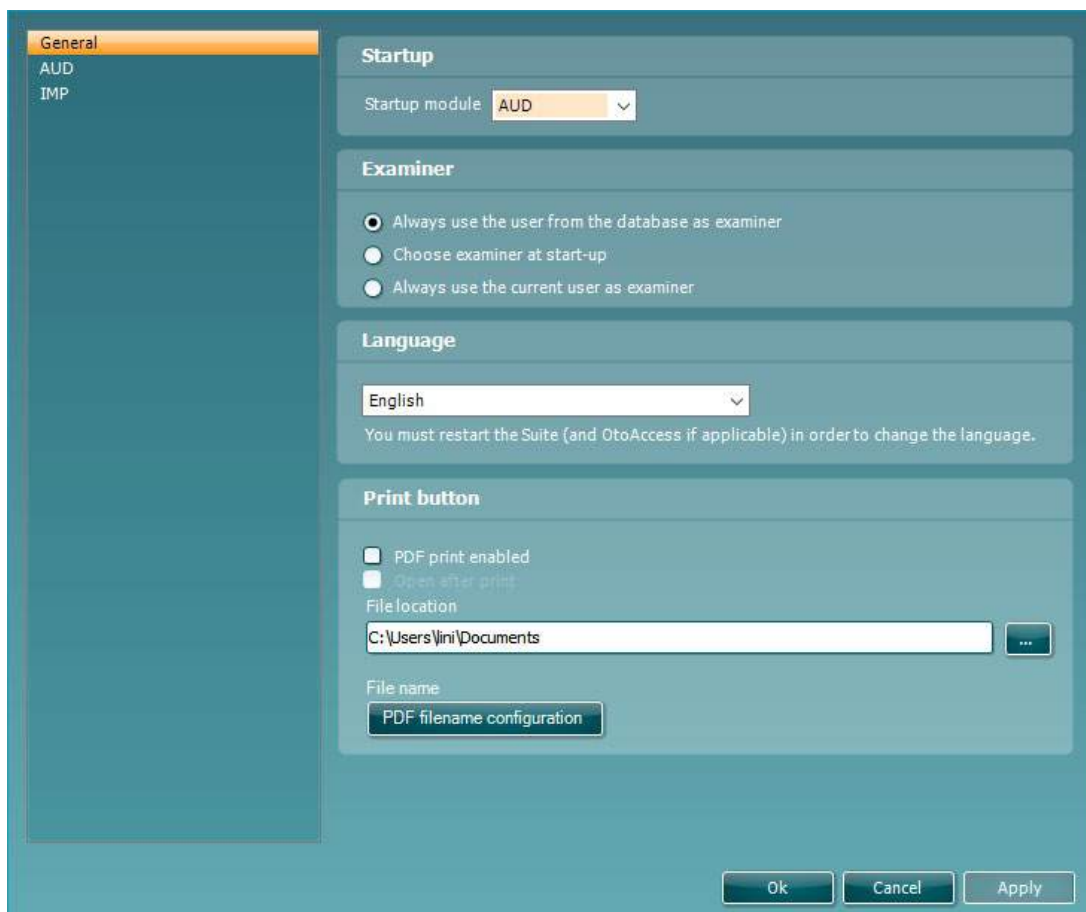 General
AUD
IMP
Startup
Startup module AUD
Examiner
Always use the user from the database as examiner
Choose examiner at start-up
Always use the current user as examiner
Language
English
You must restart the Suite (and OtoAccess if applicable) in order to change the language.
Print button
PDF print enabled
Open after print
File location
C:\Users\lini\Documents
...
File name
PDF filename configuration
Ok Cancel Apply